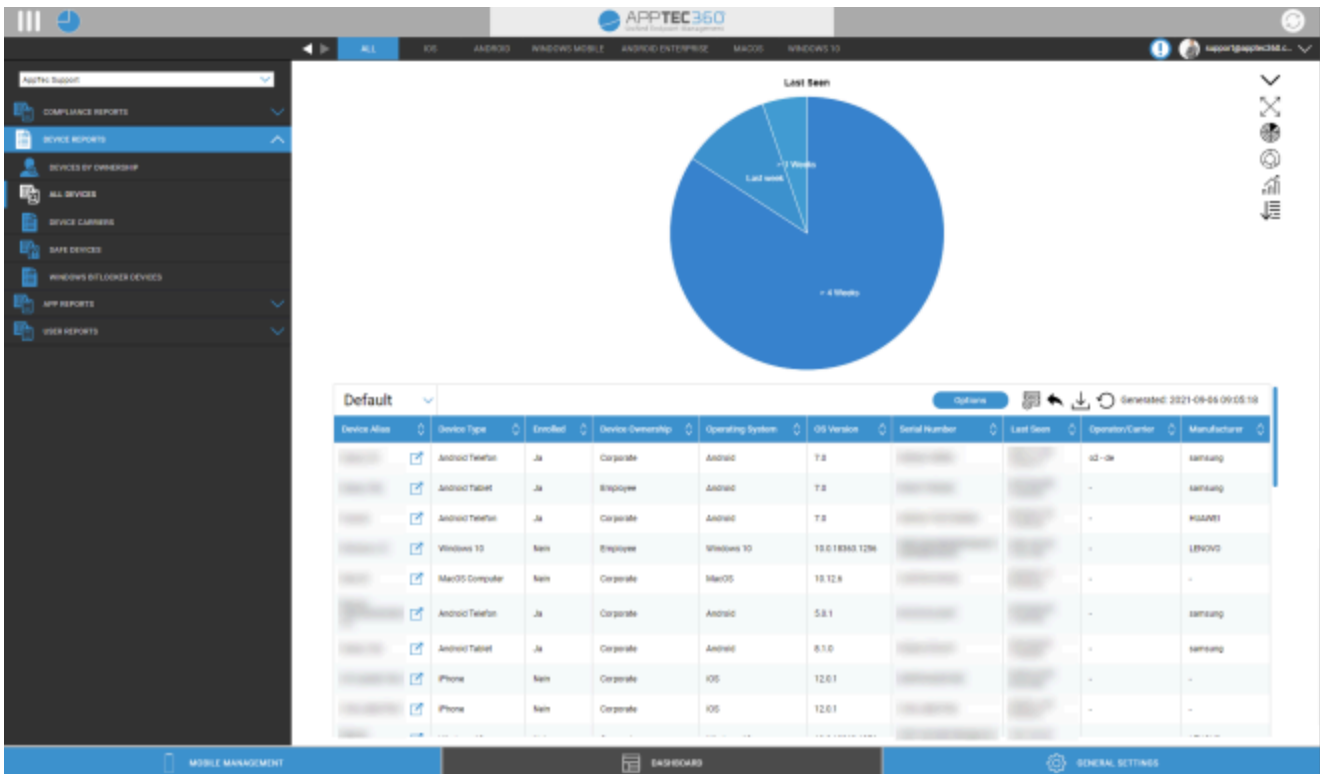 APPTEC360
ALL IOS ANDROID WINDOWS MOBILE ANDROID ENTERPRISE MACOS WINDOWS 10
support@apptec360.c...
AppTec Support
COMPLIANCE REPORTS
DEVICE REPORTS
DEVICES BY OWNERSHIP
ALL DEVICES
DEVICE CARRIERS
SAFE DEVICES
WINDOWS BITLOCKER DEVICES
APP REPORTS
USER REPORTS
Last Seen
Weeks
Last week
Weeks
Default Options Generated: 2021-09-06 09:05:18
Device Alias Device Type Enrolled Device Ownership Operating System OS Version Serial Number Last Seen Operator/Carrier Manufacturer
Android Telefon Ja Corporate Android 7.0 o2 - de samsung
Android Tablet Ja Employee Android 7.0 - samsung
Android Telefon Ja Corporate Android 7.0 - HUAWEI
Windows 10 Nein Employee Windows 10 10.0.18363.1256 - LENOVO
MacOS Computer Nein Corporate MacOS 10.12.6 - -
Android Telefon Ja Corporate Android 5.0.1 - samsung
Android Tablet Ja Corporate Android 8.1.0 - samsung
iPhone Nein Corporate iOS 12.0.1 - -
iPhone Nein Corporate iOS 12.0.1 - -
MOBILE MANAGEMENT DASHBOARD GENERAL SETTINGS